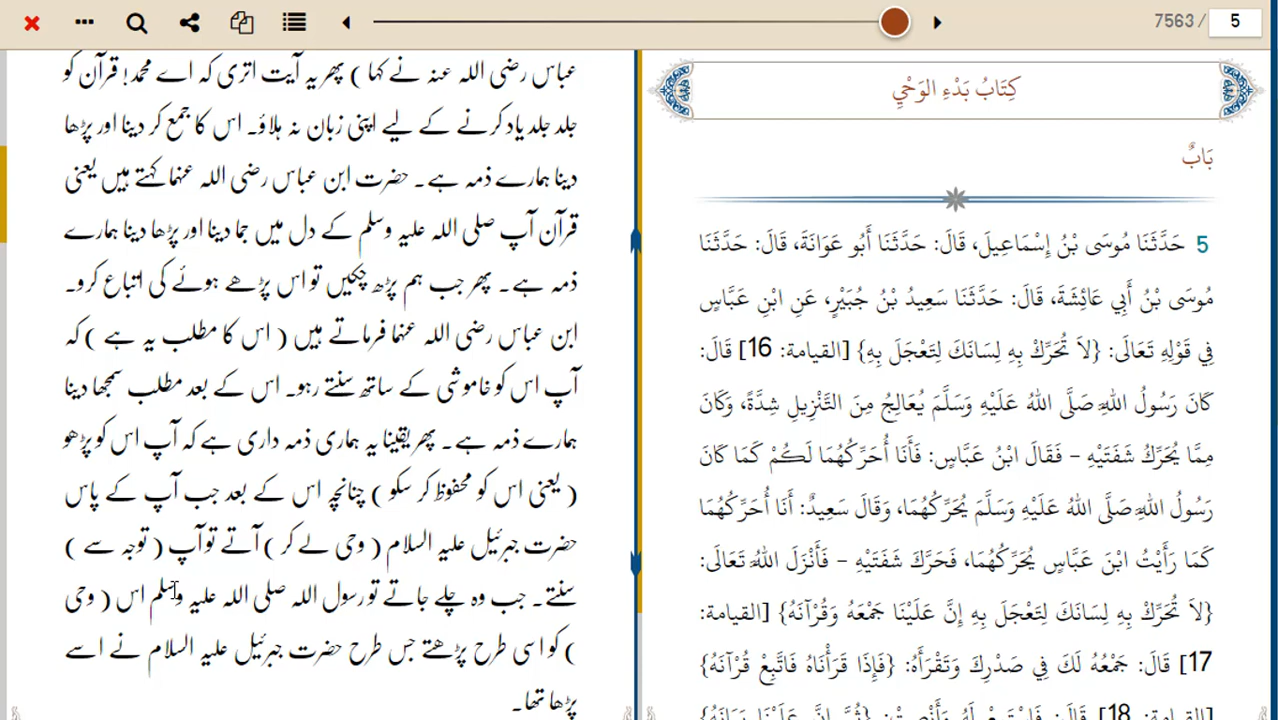 7563 / 5
كِتَابُ بَدْءِ الوَحْيِ
بَابٌ
5 حَدَّثَنَا مُوسَى بْنُ إِسْمَاعِيلَ، قَالَ: حَدَّثَنَا أَبُو عَوَانَةَ، قَالَ: حَدَّثَنَا
مُوسَى بْنُ أَبِي عَائِشَةَ، قَالَ: حَدَّثَنَا سَعِيدُ بْنُ جُبَيْرٍ، عَنِ ابْنِ عَبَّاسٍ
فِي قَوْلِهِ تَعَالَى: {لاَ تُحَرِّكْ بِهِ لِسَانَكَ لِتَعْجَلَ بِهِ} [القيامة: 16] قَالَ:
كَانَ رَسُولُ اللهِ صَلَّى اللهُ عَلَيْهِ وَسَلَّمَ يُعَالِجُ مِنَ التَّنْزِيلِ شِدَّةً، وَكَانَ
مِمَّا يُحَرِّكُ شَفَتَيْهِ - فَقَالَ ابْنُ عَبَّاسٍ: فَأَنَا أُحَرِّكُهُمَا لَكُمْ كَمَا كَانَ
رَسُولُ اللهِ صَلَّى اللهُ عَلَيْهِ وَسَلَّمَ يُحَرِّكُهُمَا، وَقَالَ سَعِيدٌ: أَنَا أُحَرِّكُهُمَا
كَمَا رَأَيْتُ ابْنَ عَبَّاسٍ يُحَرِّكُهُمَا، فَحَرَّكَ شَفَتَيْهِ - فَأَنْزَلَ اللهُ تَعَالَى:
{لاَ تُحَرِّكْ بِهِ لِسَانَكَ لِتَعْجَلَ بِهِ إِنَّ عَلَيْنَا جَمْعَهُ وَقُرْآنَهُ} [القيامة:
17] قَالَ: جَمْعُهُ لَكَ فِي صَدْرِكَ وَتَقْرَأَهُ: {فَإِذَا قَرَأْنَاهُ فَاتَّبِعْ قُرْآنَهُ}
[القيامة: 18] قَالَ: فَاسْتَمِعْ لَهُ وَأَنْصِتْ: {ثُمَّ إِنَّ عَلَيْنَا بَيَانَهُ}
عباس رضی اللہ عنہ نے کہا ) پھر یہ آیت اتری کہ اے محمد! قرآن کو
جلد جلد یاد کرنے کے لیے اپنی زبان نہ ہلاؤ۔ اس کا جمع کر دینا اور پڑھا
دینا ہمارے ذمہ ہے۔ حضرت ابن عباس رضی اللہ عنہما کہتے ہیں یعنی
قرآن آپ صلی اللہ علیہ وسلم کے دل میں جما دینا اور پڑھا دینا ہمارے
ذمہ ہے۔ پھر جب ہم پڑھ چکیں تو اس پڑھے ہوئے کی اتباع کرو۔
ابن عباس رضی اللہ عنہما فرماتے ہیں ( اس کا مطلب یہ ہے ) کہ
آپ اس کو خاموشی کے ساتھ سنتے رہو۔ اس کے بعد مطلب سمجھا دینا
ہمارے ذمہ ہے۔ پھر یقینا یہ ہماری ذمہ داری ہے کہ آپ اس کو پڑھو
( یعنی اس کو محفوظ کر سکو ) چنانچہ اس کے بعد جب آپ کے پاس
حضرت جبرئیل علیہ السلام ( وحی لے کر ) آتے تو آپ ( توجہ سے )
سنتے۔ جب وہ چلے جاتے تو رسول اللہ صلی اللہ علیہ وسلم اس ( وحی
) کو اسی طرح پڑھتے جس طرح حضرت جبرئیل علیہ السلام نے اسے
پڑھا تھا۔